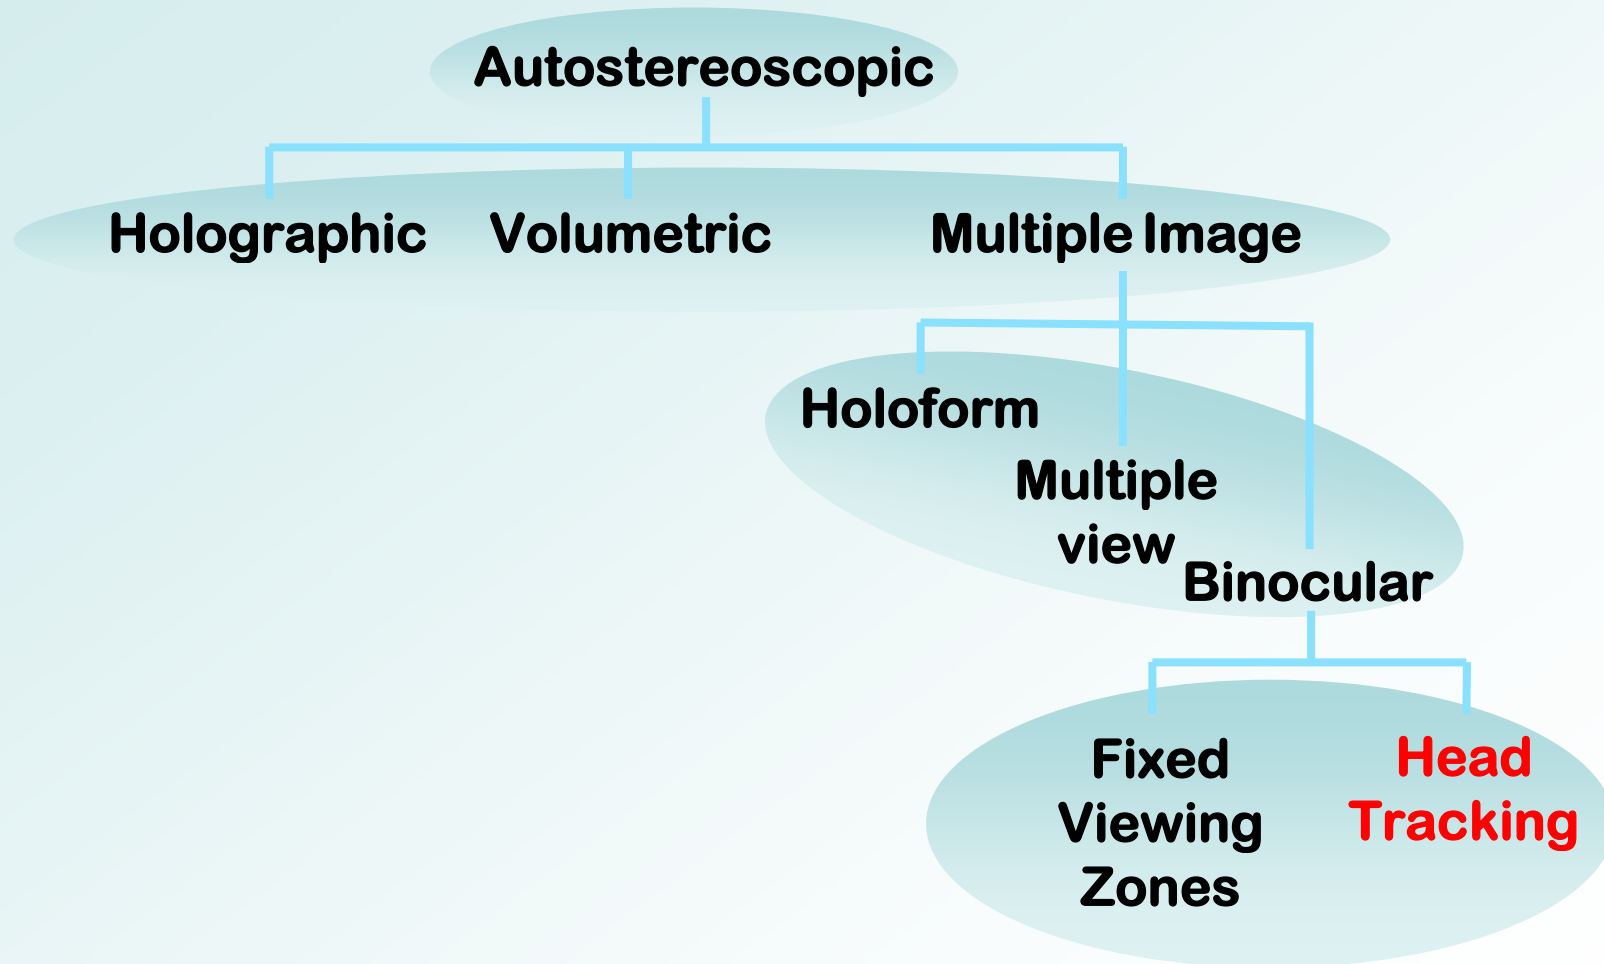 Autostereoscopic
Holographic Volumetric Multiple Image
Holoform
Multiple
view
Binocular
Fixed
Viewing
Zones
Head
Tracking